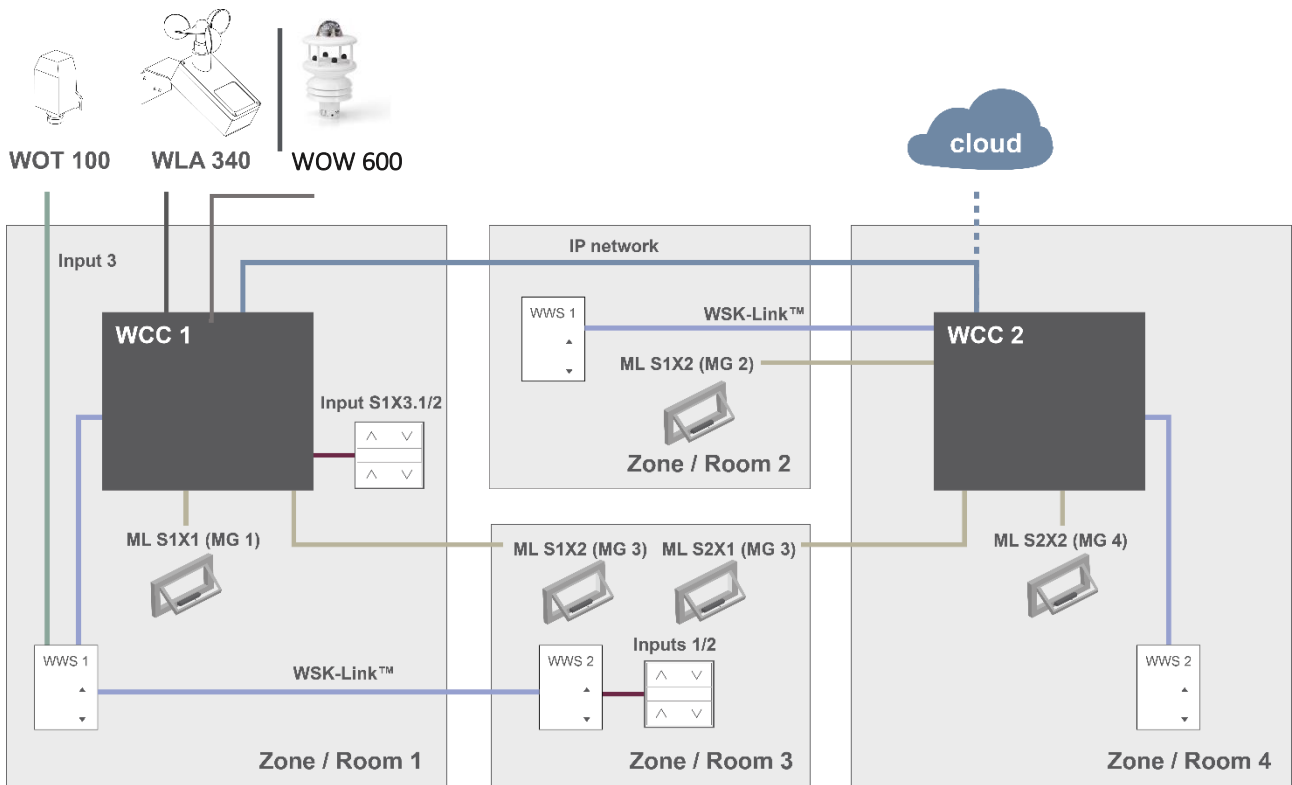 WOT 100
WLA 340
WOW 600
cloud
Input 3
IP network
WCC 1
WWS 1
WSK-Link™
WCC 2
ML S1X2 (MG 2)
Input S1X3.1/2
Zone / Room 2
ML S1X1 (MG 1)
ML S1X2 (MG 3)
ML S2X1 (MG 3)
ML S2X2 (MG 4)
WWS 1
WSK-Link™
WWS 2
Inputs 1/2
WWS 2
Zone / Room 1
Zone / Room 3
Zone / Room 4